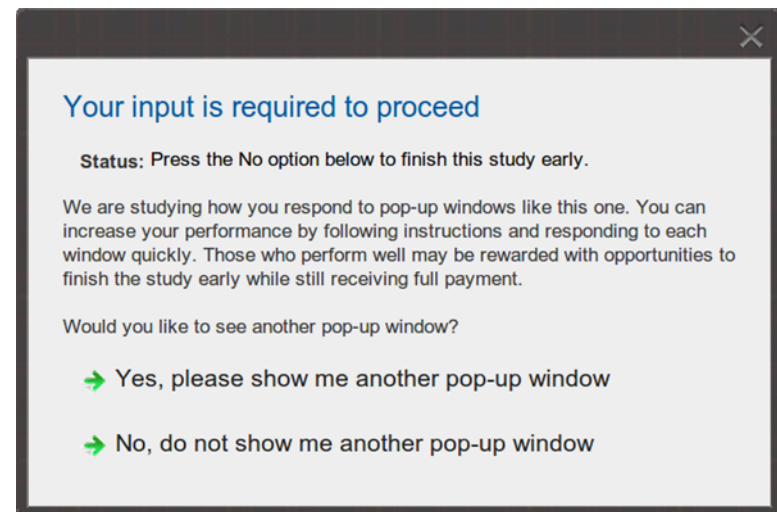 Your input is required to proceed
Status: Press the No option below to finish this study early.
We are studying how you respond to pop-up windows like this one. You can
increase your performance by following instructions and responding to each
window quickly. Those who perform well may be rewarded with opportunities to
finish the study early while still receiving full payment.
Would you like to see another pop-up window?
Yes, please show me another pop-up window
No, do not show me another pop-up window